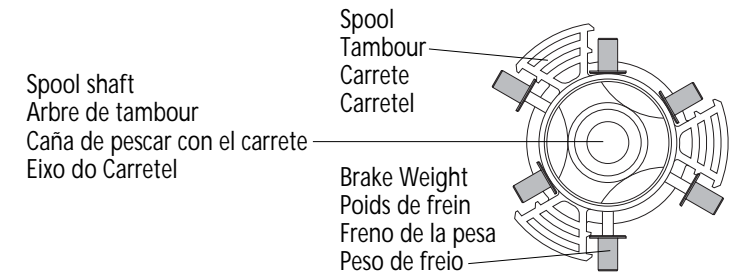 Spool
Tambour
Carrete
Carretel
Spool shaft
Arbre de tambour
Caña de pescar con el carrete
Eixo do Carretel
Brake Weight
Poids de frein
Freno de la pesa
Peso de freio